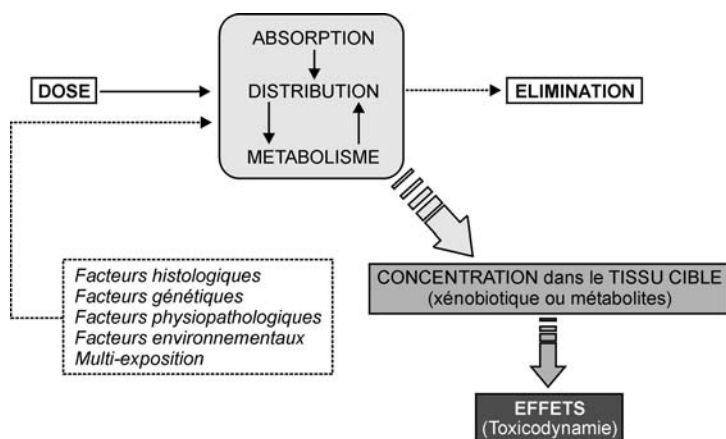 ABSORPTION
DOSE
DISTRIBUTION
ELIMINATION
METABOLISME
Facteurs histologiques
Facteurs génétiques
Facteurs physiopathologiques
Facteurs environnementaux
Multi-exposition
CONCENTRATION dans le TISSU CIBLE
(xénobiotique ou métabolites)
EFFETS
(Toxicodynamie)